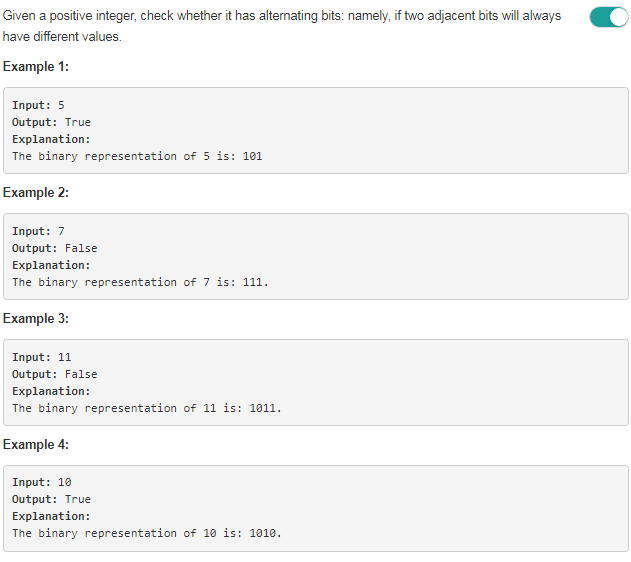 Given a positive integer, check whether it has alternating bits: namely, if two adjacent bits will always
have different values.
Example 1:
Input: 5
Output: True
Explanation:
The binary representation of 5 is: 101
Example 2:
Input: 7
Output: False
Explanation:
The binary representation of 7 is: 111.
Example 3:
Input: 11
Output: False
Explanation:
The binary representation of 11 is: 1011.
Example 4:
Input: 10
Output: True
Explanation:
The binary representation of 10 is: 1010.